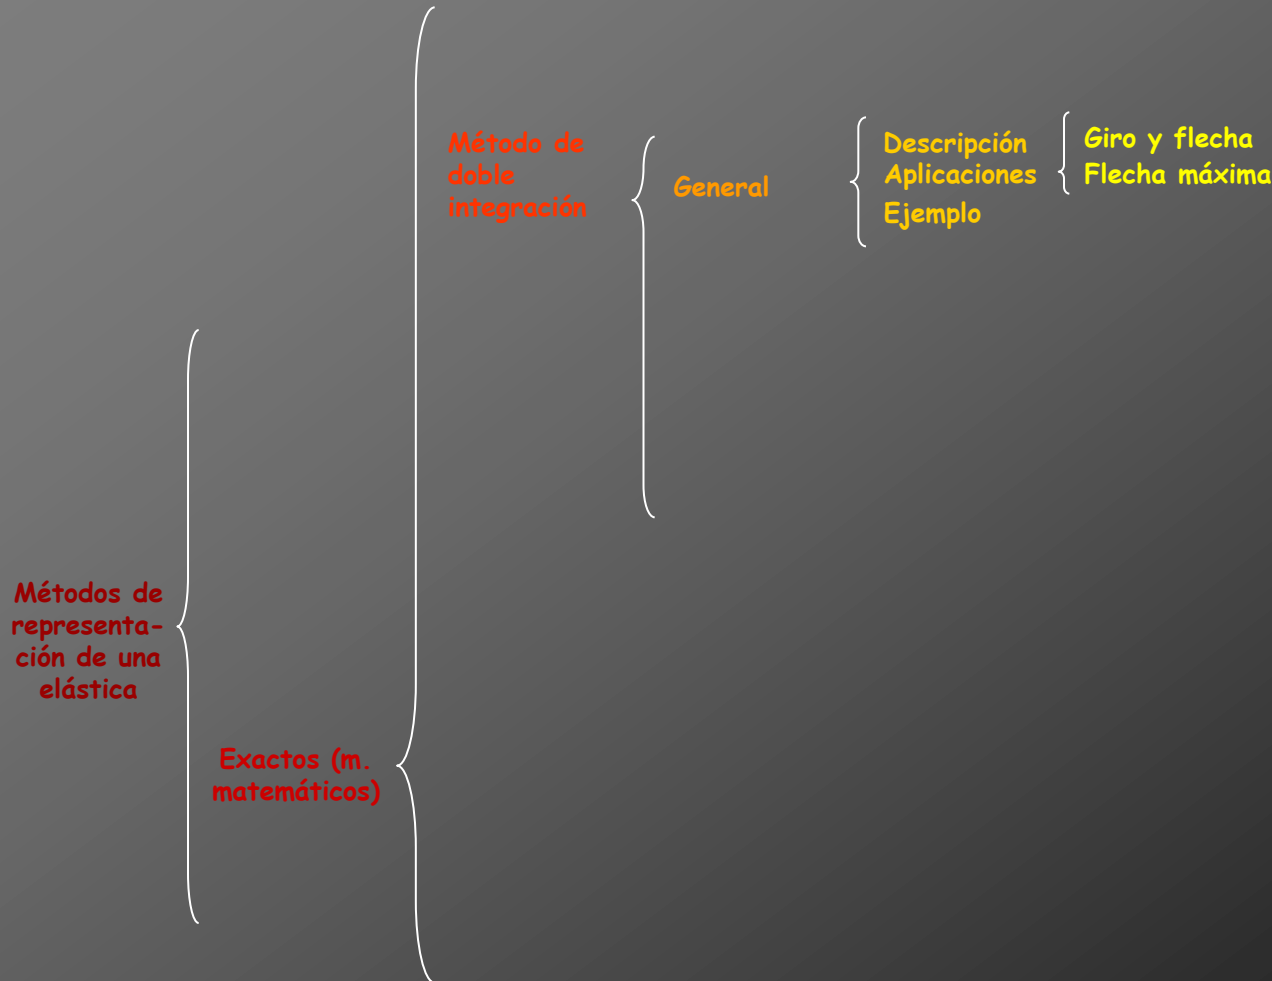 Método de
doble
integración
General
Descripción
Aplicaciones
Ejemplo
Giro y flecha
Flecha máxima
Métodos de
representa-
ción de una
elástica
Exactos (m.
matemáticos)